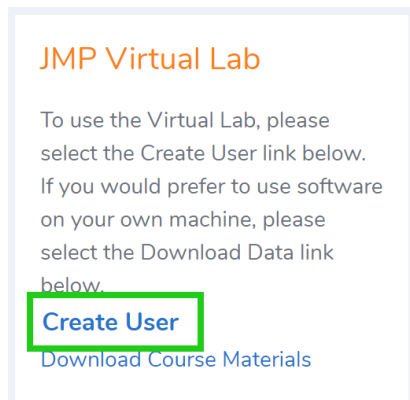 JMP Virtual Lab
To use the Virtual Lab, please
select the Create User link below.
If you would prefer to use software
on your own machine, please
select the Download Data link
below.
Create User
Download Course Materials